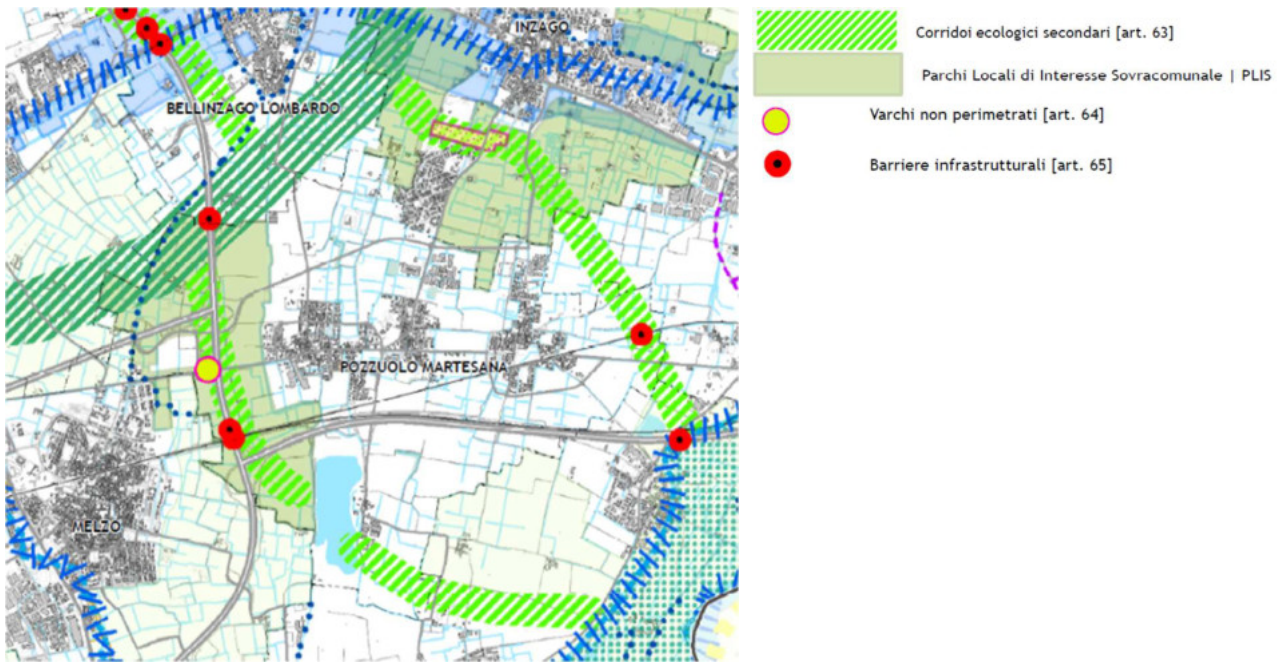 INZAGO
BELLINZAGO LOMBARDO
POZZUOLO MARTESANA
MELZO
Corridoi ecologici secondari [art. 63]
Parchi Locali di Interesse Sovracomunale | PLIS
Varchi non perimetrati [art. 64]
Barriere infrastrutturali [art. 65]